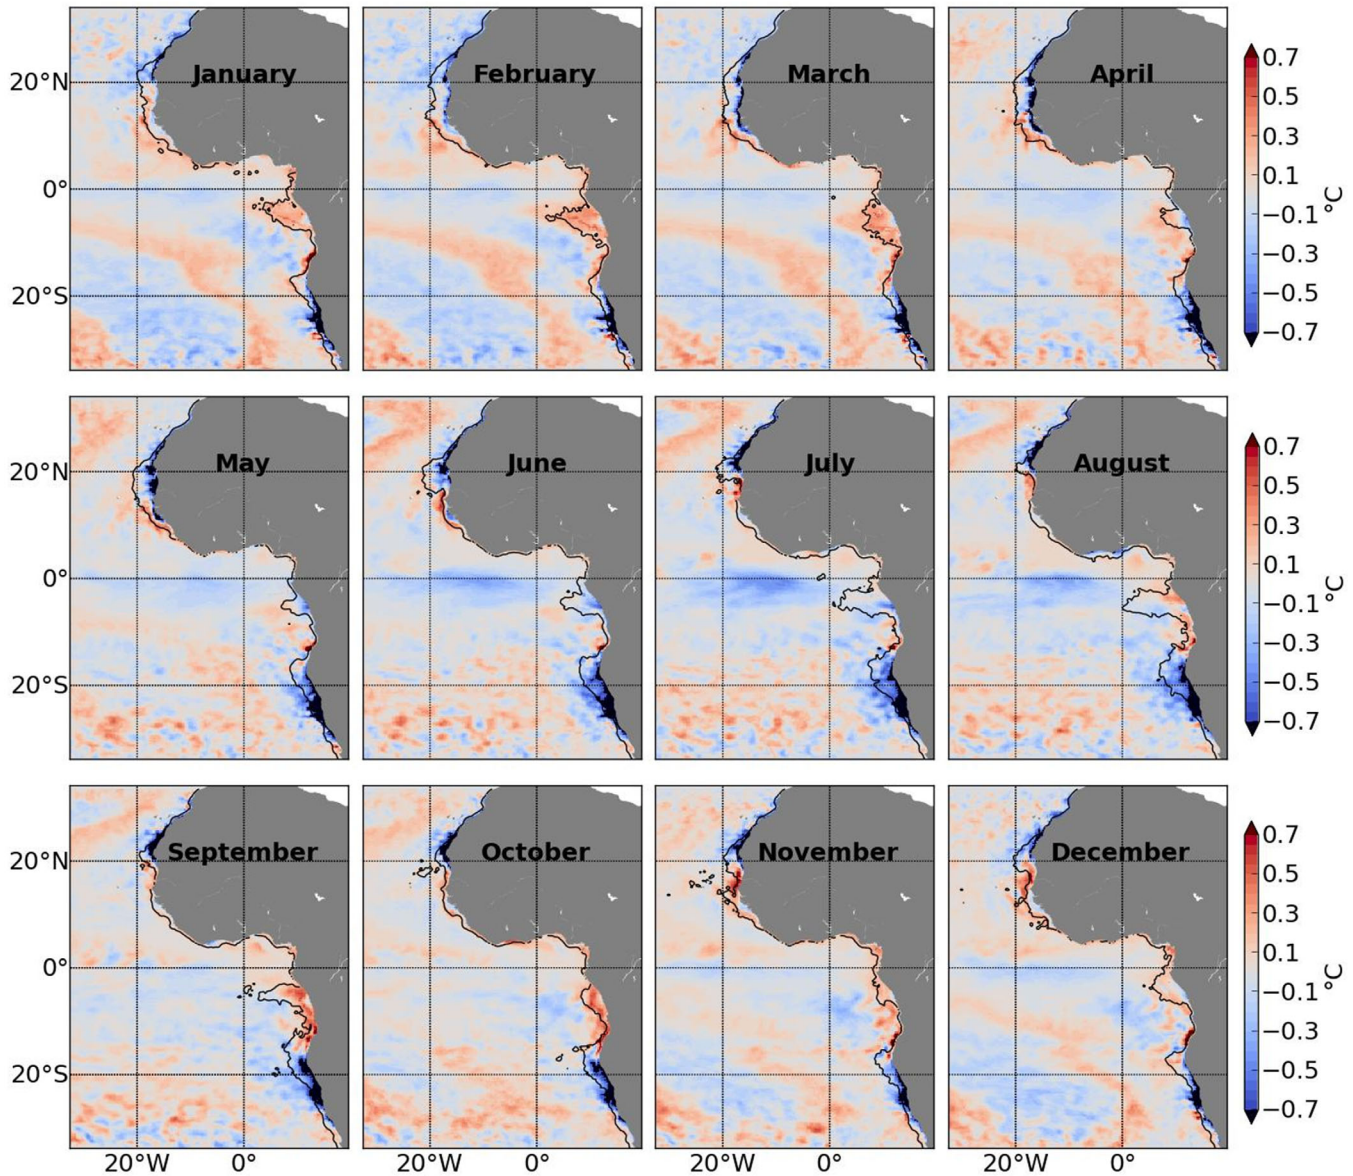 January February March April
20°N
0°
20°S
0.7
0.5
0.3
0.1
−0.1
−0.3
−0.5
−0.7
°C
May June July August
20°N
0°
20°S
0.7
0.5
0.3
0.1
−0.1
−0.3
−0.5
−0.7
°C
September October November December
20°N
0°
20°S
0.7
0.5
0.3
0.1
−0.1
−0.3
−0.5
−0.7
°C
20°W 0° 20°W 0° 20°W 0° 20°W 0°